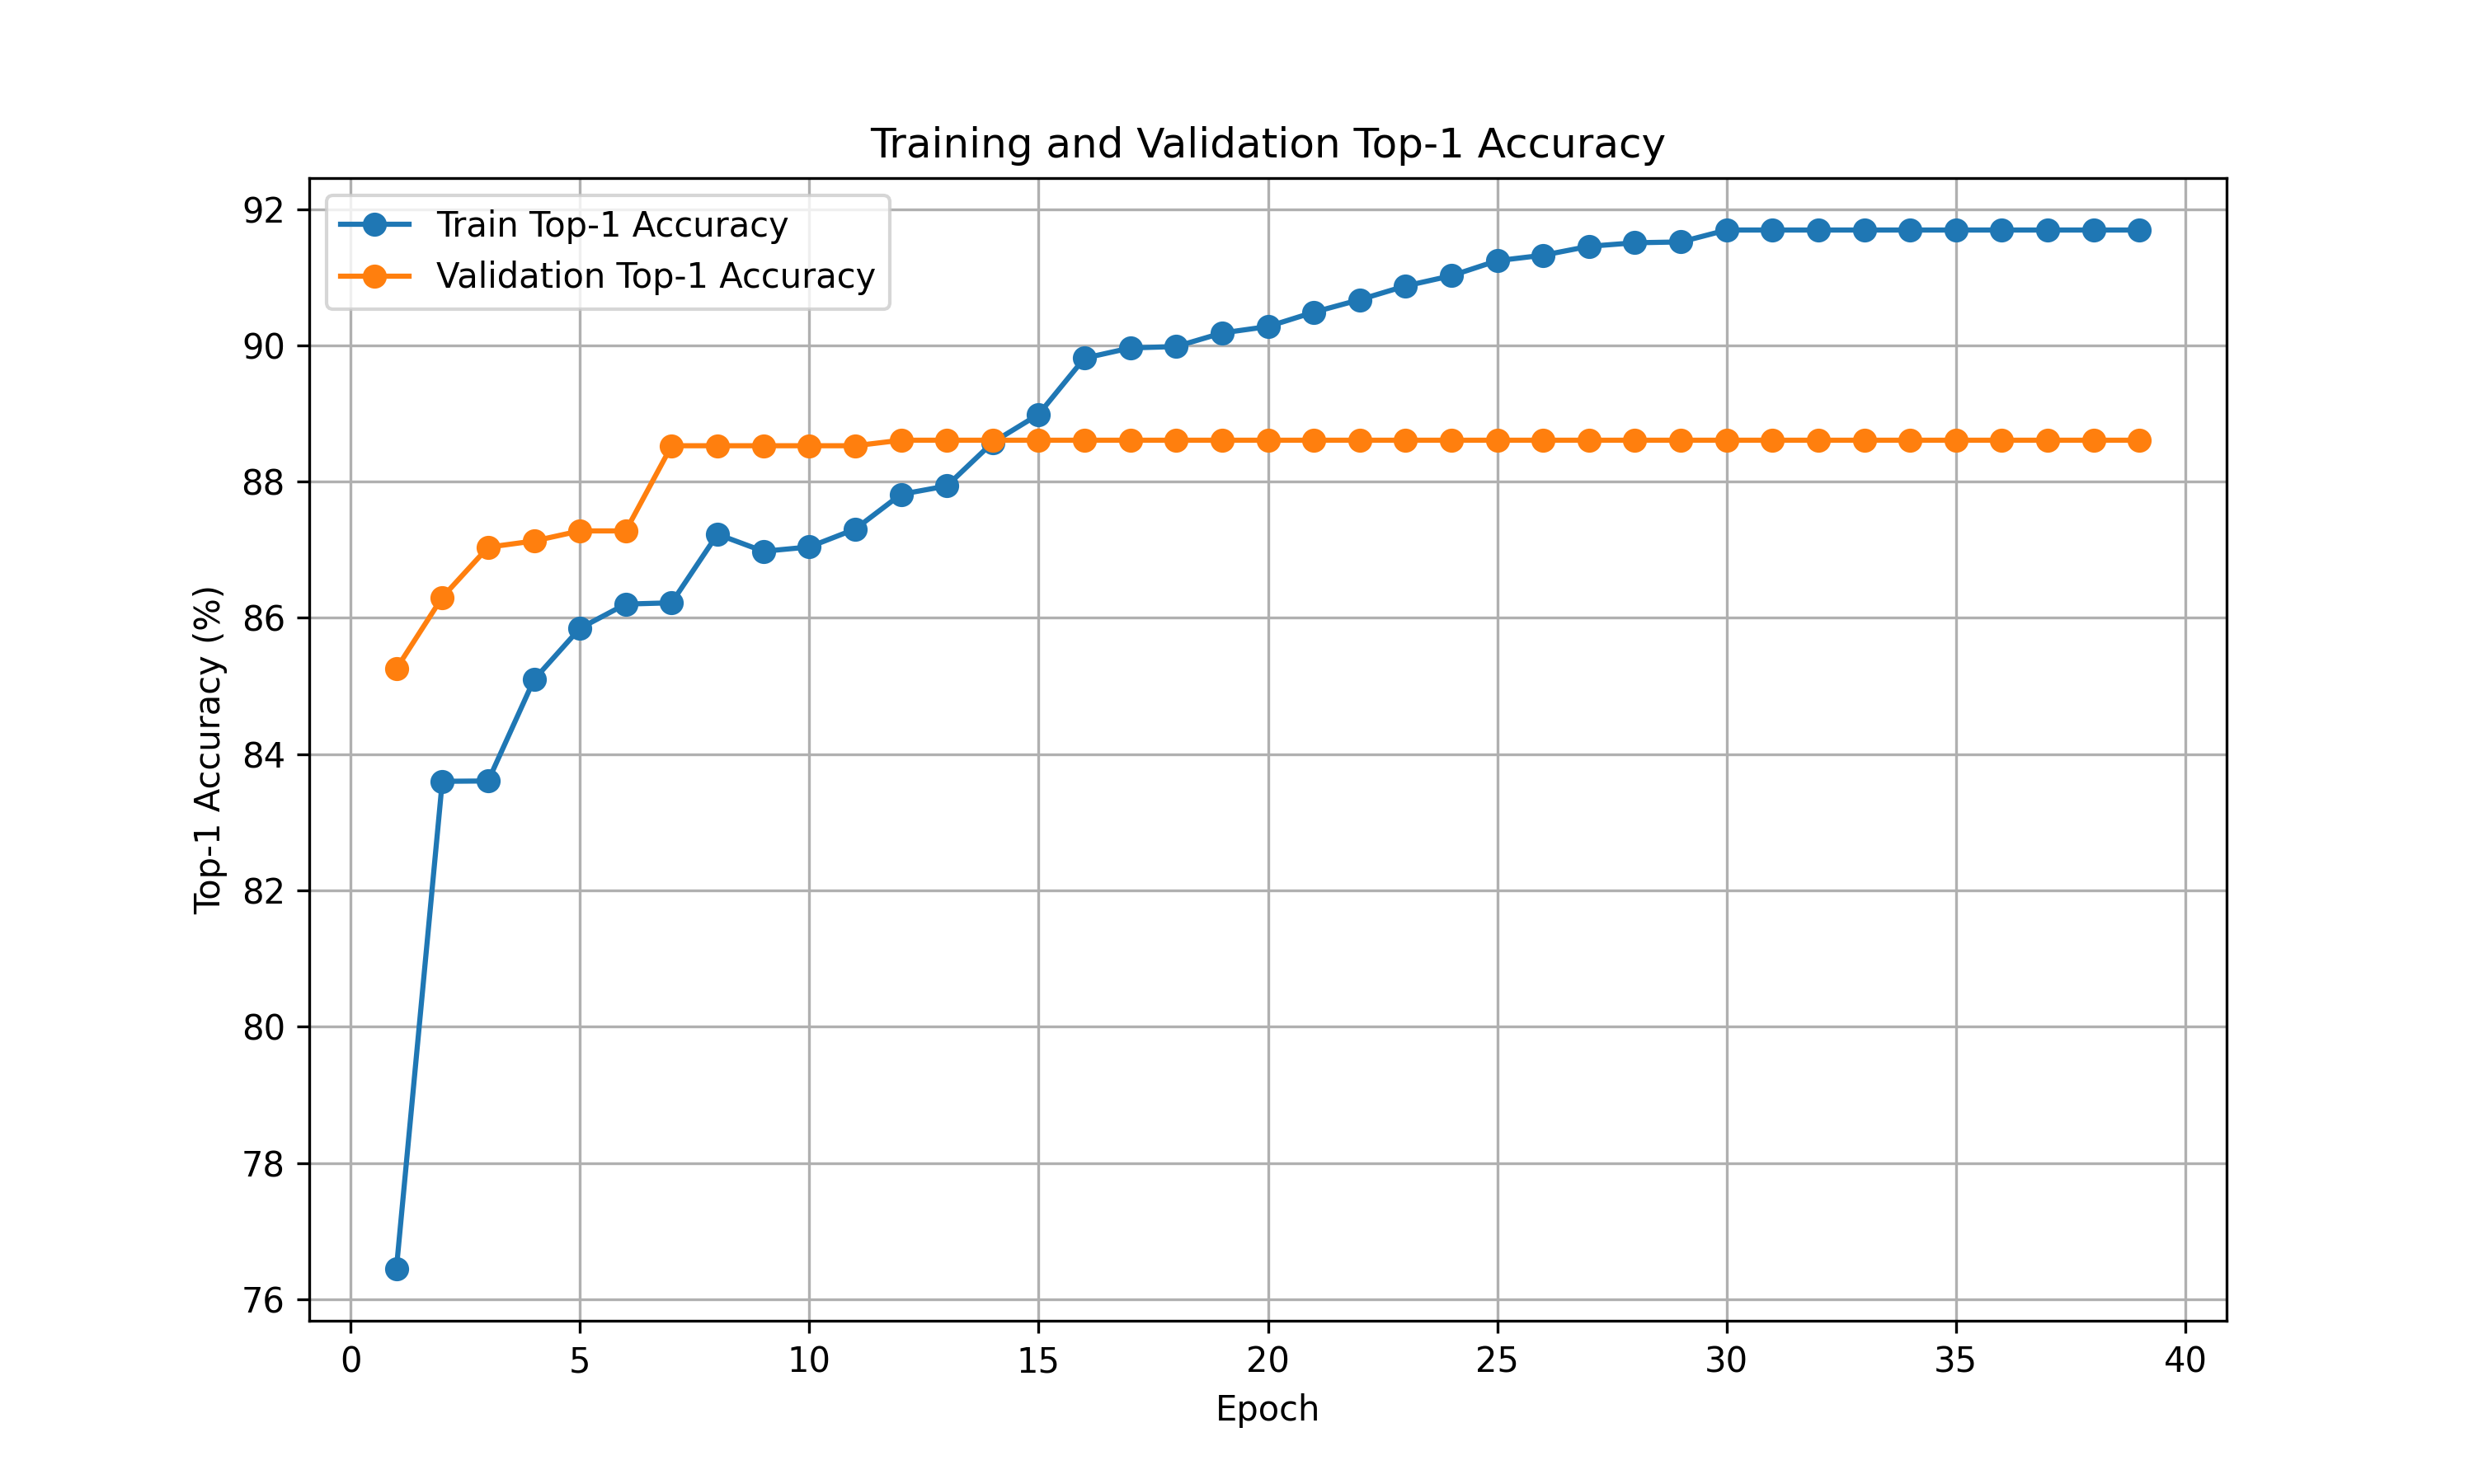 Training and Validation Top-1 Accuracy
Train Top-1 Accuracy
Validation Top-1 Accuracy
Top-1 Accuracy (%)
92
90
88
86
84
82
80
78
76
0 5 10 15 20 25 30 35 40
Epoch